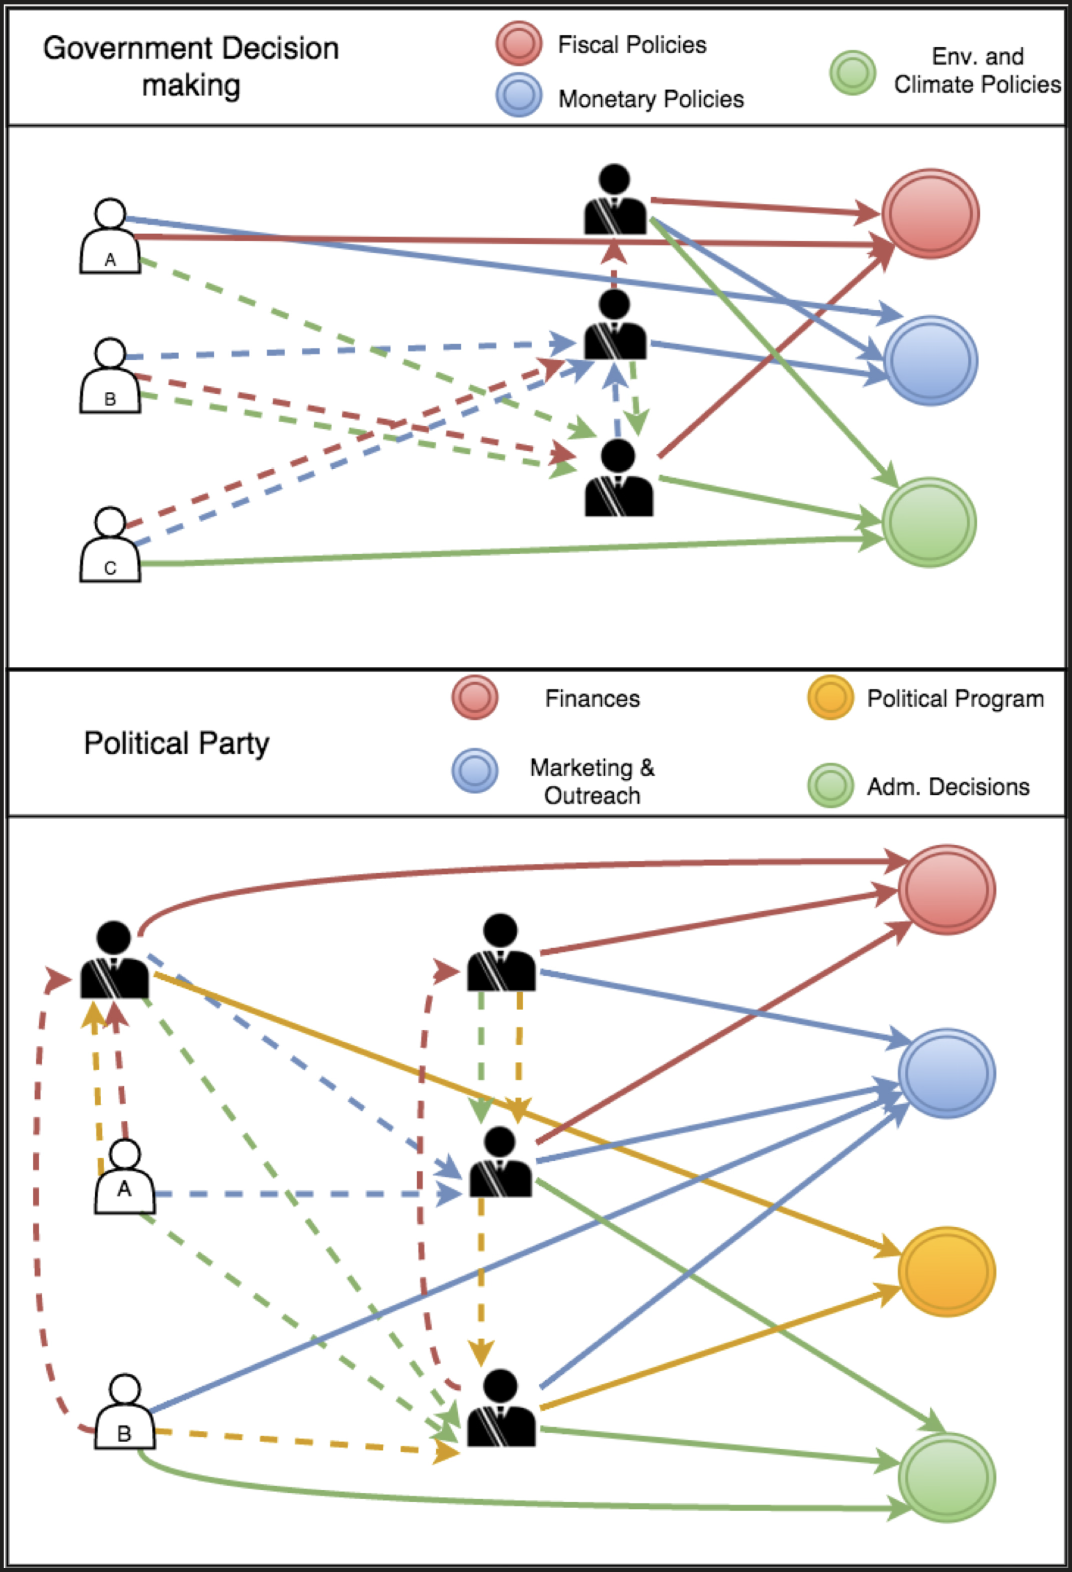 Government Decision
making
Fiscal Policies
Monetary Policies
Env. and
Climate Policies
A
B
C
Political Party
Finances
Marketing &
Outreach
Political Program
Adm. Decisions
A
B